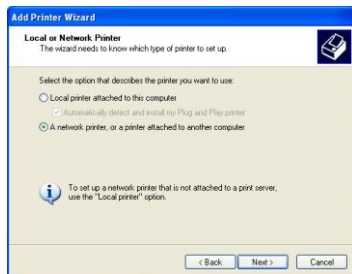 Add Printer Wizard
Local or Network Printer
The wizard needs to know which type of printer to set up.
Select the option that describes the printer you want to use:
Local printer attached to this computer
Automatically detect and install my Plug and Play printer
A network printer, or a printer attached to another computer
To set up a network printer that is not attached to a print server,
use the "Local printer" option.
< Back Next > Cancel